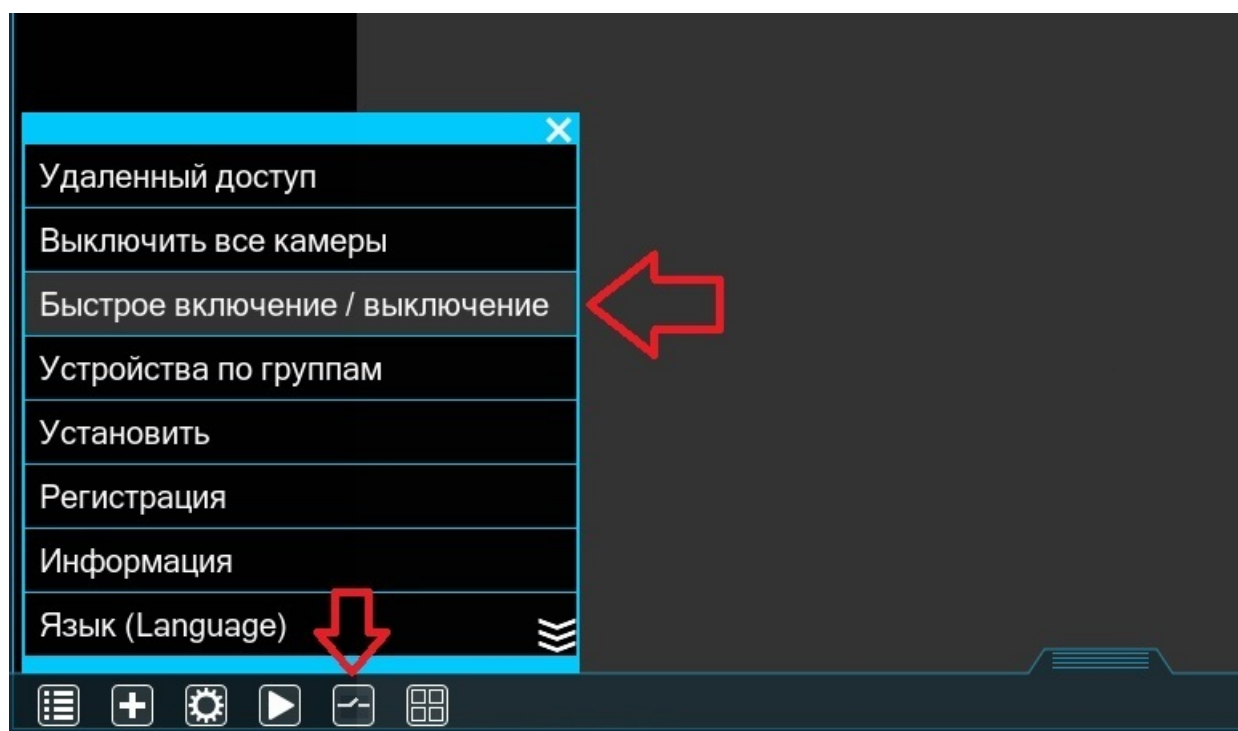 Удаленный доступ
Выключить все камеры
Быстрое включение / выключение
Устройства по группам
Установить
Регистрация
Информация
Язык (Language)